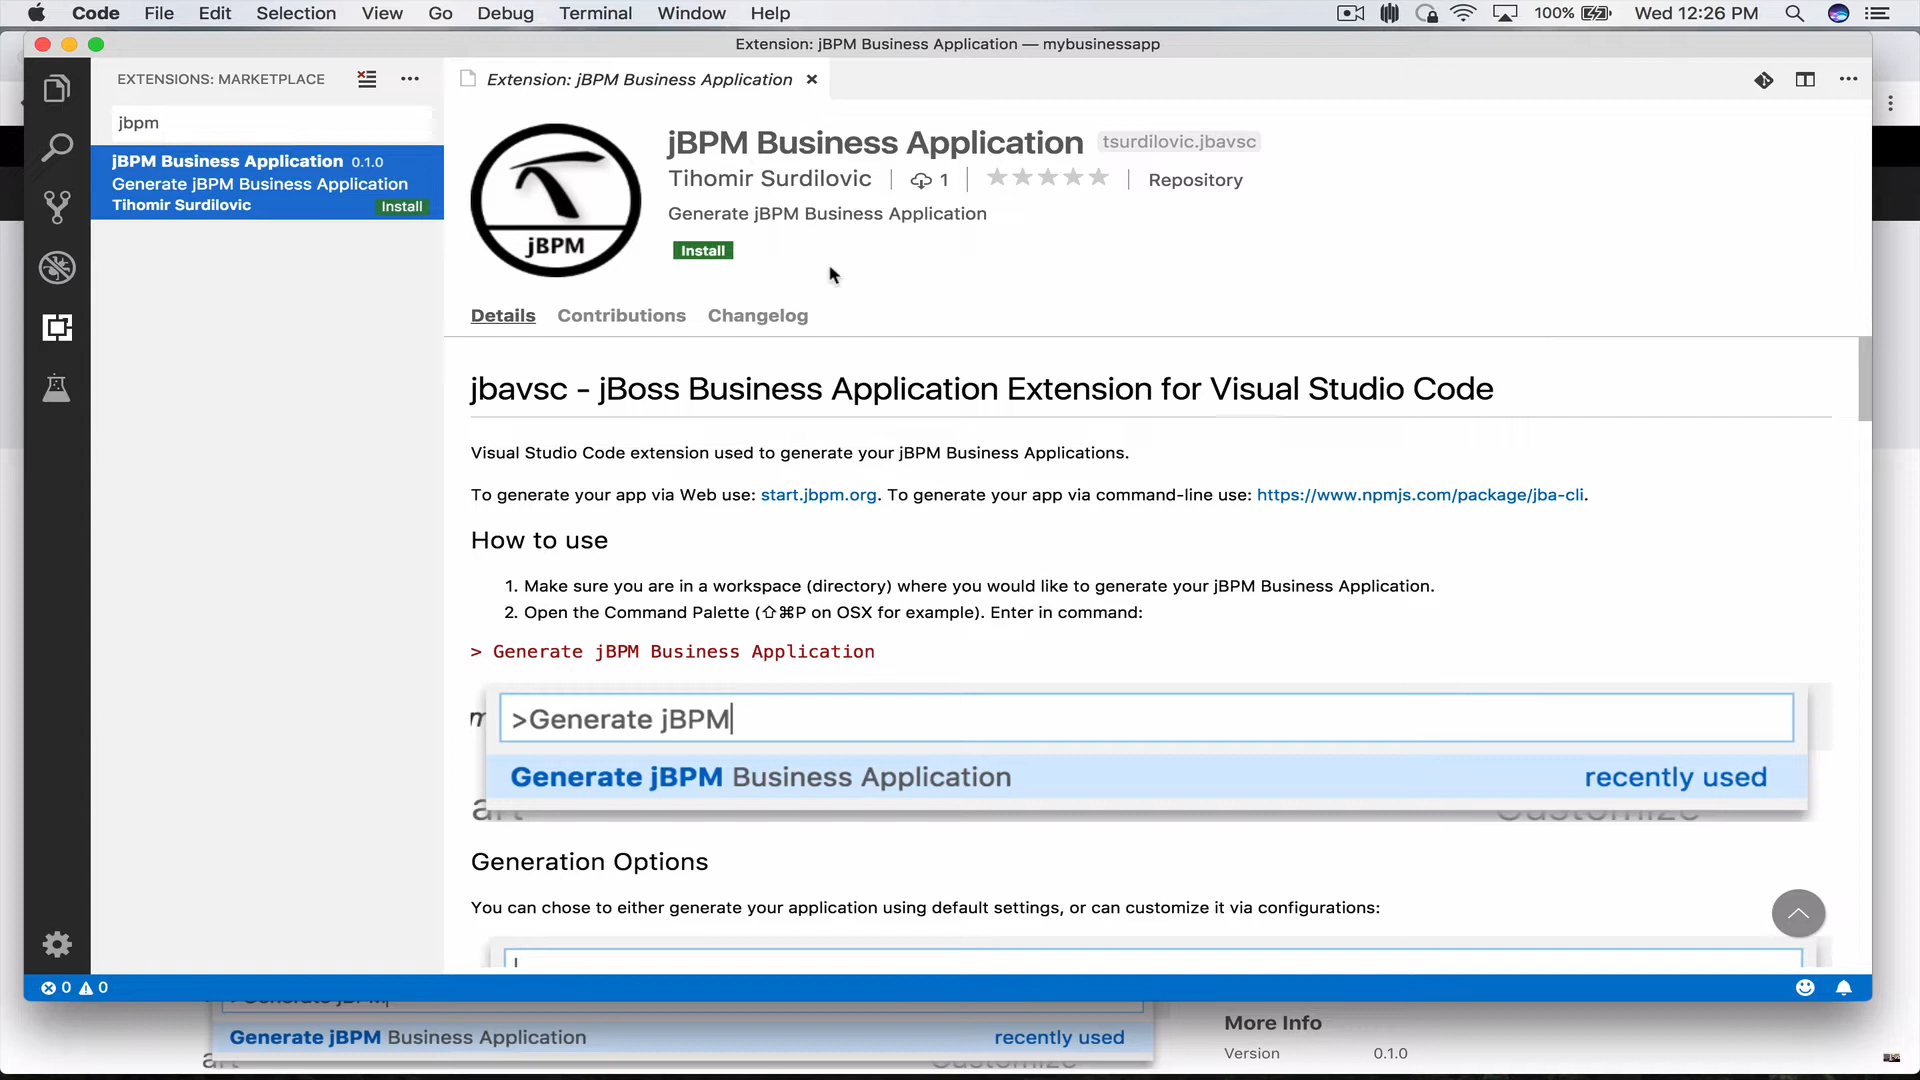 Code File Edit Selection View Go Debug Terminal Window Help 100% Wed 12:26 PM
Extension: jBPM Business Application — mybusinessapp
EXTENSIONS: MARKETPLACE
Extension: jBPM Business Application
jbpm
jBPM Business Application 0.1.0
Generate jBPM Business Application
Tihomir Surdilovic Install
jBPM
jBPM Business Application tsurdilovic.jbavsc
Tihomir Surdilovic | 1 | | Repository
Generate jBPM Business Application
Install
Details Contributions Changelog
jbavsc - jBoss Business Application Extension for Visual Studio Code
Visual Studio Code extension used to generate your jBPM Business Applications.
To generate your app via Web use: start.jbpm.org. To generate your app via command-line use: https://www.npmjs.com/package/jba-cli.
How to use
1. Make sure you are in a workspace (directory) where you would like to generate your jBPM Business Application.
2. Open the Command Palette (⇧⌘P on OSX for example). Enter in command:
> Generate jBPM Business Application
>Generate jBPM
Generate jBPM Business Application recently used
Generation Options
You can chose to either generate your application using default settings, or can customize it via configurations:
0 0
Generate jBPM Business Application recently used
More Info
Version 0.1.0